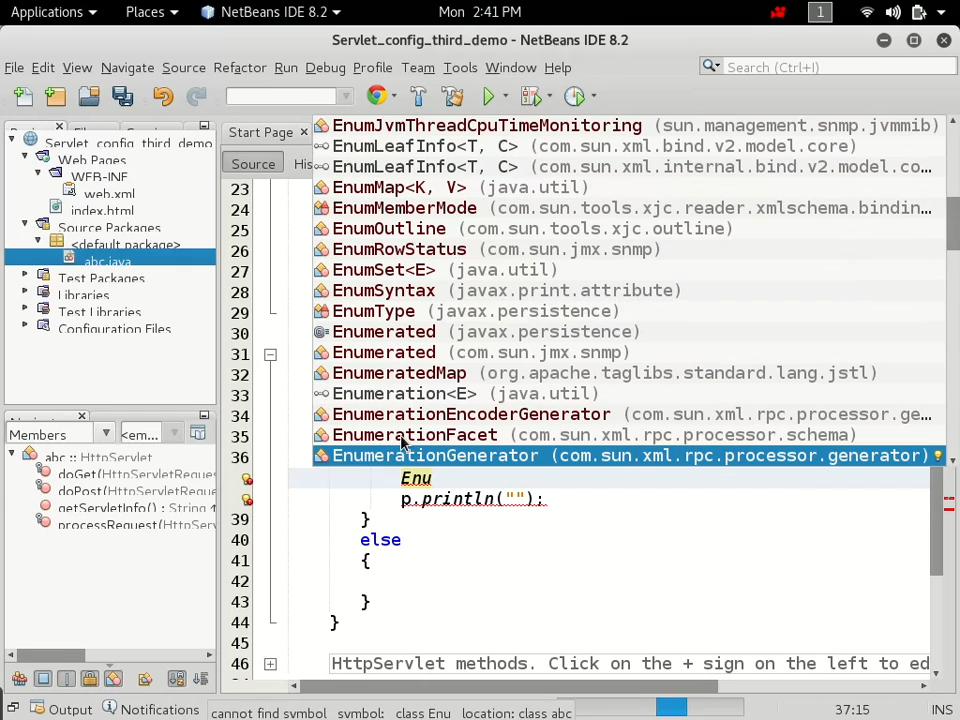 Applications Places NetBeans IDE 8.2 Mon 2:41 PM 1
Servlet_config_third_demo - NetBeans IDE 8.2
File Edit View Navigate Source Refactor Run Debug Profile Team Tools Window Help Search (Ctrl+I)
Start Page
Source His
Servlet_config_third_demo
Web Pages
WEB-INF
web.xml
index.html
Source Packages
<default package>
abc.java
Test Packages
Libraries
Test Libraries
Configuration Files
Members <em...
abc :: HttpServlet
doGet(HttpServletReque
doPost(HttpServletReque
getServletInfo() : String
processRequest(HttpServ
EnumJvmThreadCpuTimeMonitoring (sun.management.snmp.jvmmib)
EnumLeafInfo<T, C> (com.sun.xml.bind.v2.model.core)
EnumLeafInfo<T, C> (com.sun.xml.internal.bind.v2.model.co...
EnumMap<K, V> (java.util)
EnumMemberMode (com.sun.tools.xjc.reader.xmlschema.bindin...
EnumOutline (com.sun.tools.xjc.outline)
EnumRowStatus (com.sun.jmx.snmp)
EnumSet<E> (java.util)
EnumSyntax (javax.print.attribute)
EnumType (javax.persistence)
Enumerated (javax.persistence)
Enumerated (com.sun.jmx.snmp)
EnumeratedMap (org.apache.taglibs.standard.lang.jstl)
Enumeration<E> (java.util)
EnumerationEncoderGenerator (com.sun.xml.rpc.processor.ge...
EnumerationFacet (com.sun.xml.rpc.processor.schema)
EnumerationGenerator (com.sun.xml.rpc.processor.generator)
23
24
25
26
27
28
29
30
31
32
33
34
35
36
Enu
p.println("");
39 }
40 else
41 {
42
43 }
44 }
45
46 HttpServlet methods. Click on the + sign on the left to ed
Output Notifications cannot find symbol symbol: class Enu location: class abc 37:15 INS